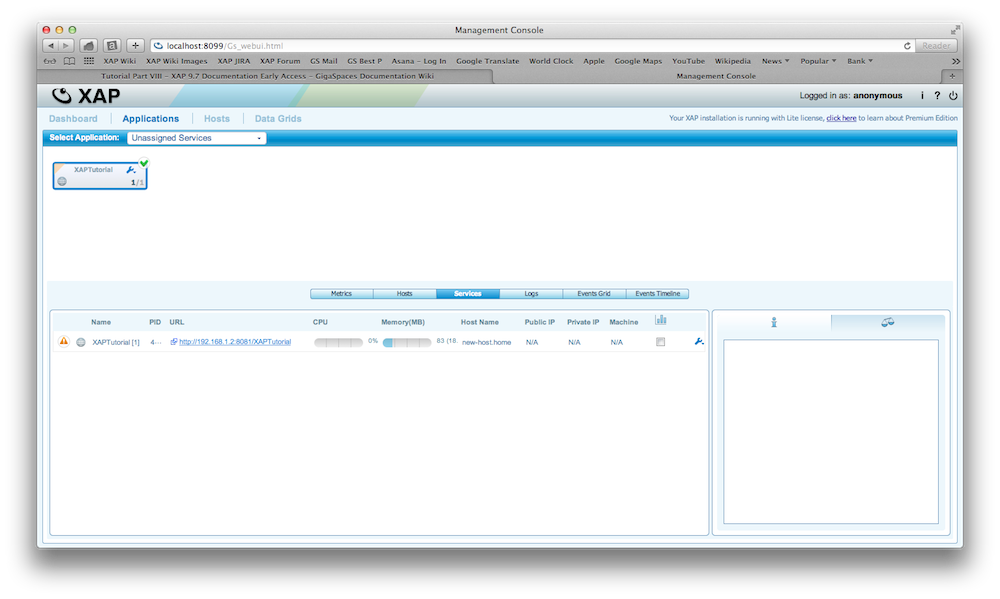 Management Console
localhost:8099/Gs_webui.html
Reader
XAP Wiki XAP Wiki Images XAP JIRA XAP Forum GS Mail GS Best P Asana – Log In Google Translate World Clock Apple Google Maps YouTube Wikipedia News Popular Bank
Tutorial Part VIII – XAP 9.7 Documentation Early Access – GigaSpaces Documentation Wiki Management Console
XAP Logged in as: anonymous i ?
Dashboard Applications Hosts Data Grids Your XAP installation is running with Lite license, click here to learn about Premium Edition
Select Application: Unassigned Services
XAPTutorial
1/1
Metrics Hosts Services Logs Events Grid Events Timeline
Name PID URL CPU Memory(MB) Host Name Public IP Private IP Machine
XAPTutorial [1] 4... http://192.168.1.2:8081/XAPTutorial 0% 83 (18. new-host.home N/A N/A N/A